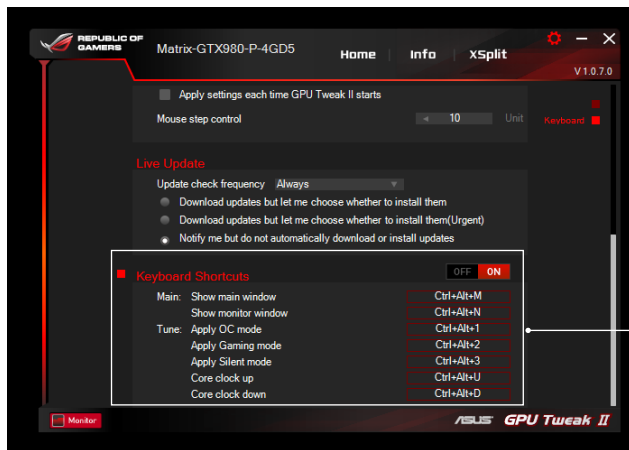 REPUBLIC OF
GAMERS
Matrix-GTX980-P-4GD5
Home
Info
XSplit
V 1.0.7.0
Apply settings each time GPU Tweak II starts
Mouse step control 10 Unit
Keyboard
Live Update
Update check frequency Always
Download updates but let me choose whether to install them
Download updates but let me choose whether to install them(Urgent)
Notify me but do not automatically download or install updates
Keyboard Shortcuts OFF ON
Main: Show main window Ctrl+Alt+M
Show monitor window Ctrl+Alt+N
Tune: Apply OC mode Ctrl+Alt+1
Apply Gaming mode Ctrl+Alt+2
Apply Silent mode Ctrl+Alt+3
Core clock up Ctrl+Alt+U
Core clock down Ctrl+Alt+D
Monitor
ASUS GPU Tweak II